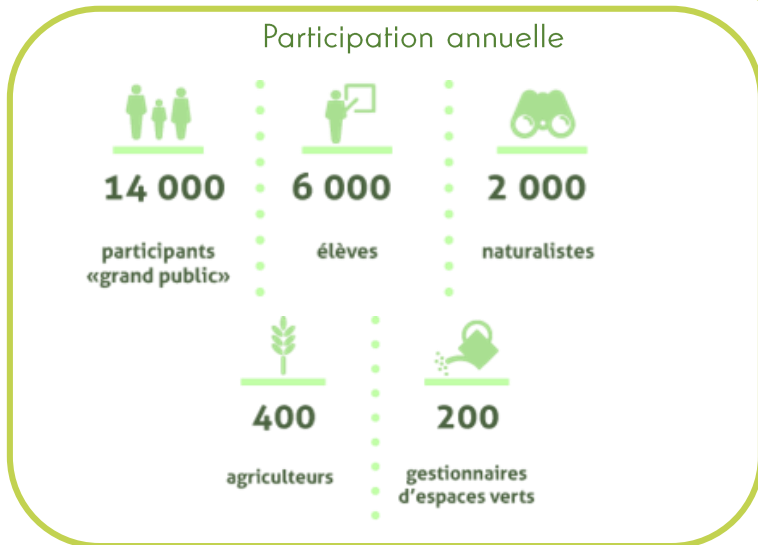 Participation annuelle
14 000
participants
«grand public»
6 000
élèves
2 000
naturalistes
400
agriculteurs
200
gestionnaires
d'espaces verts